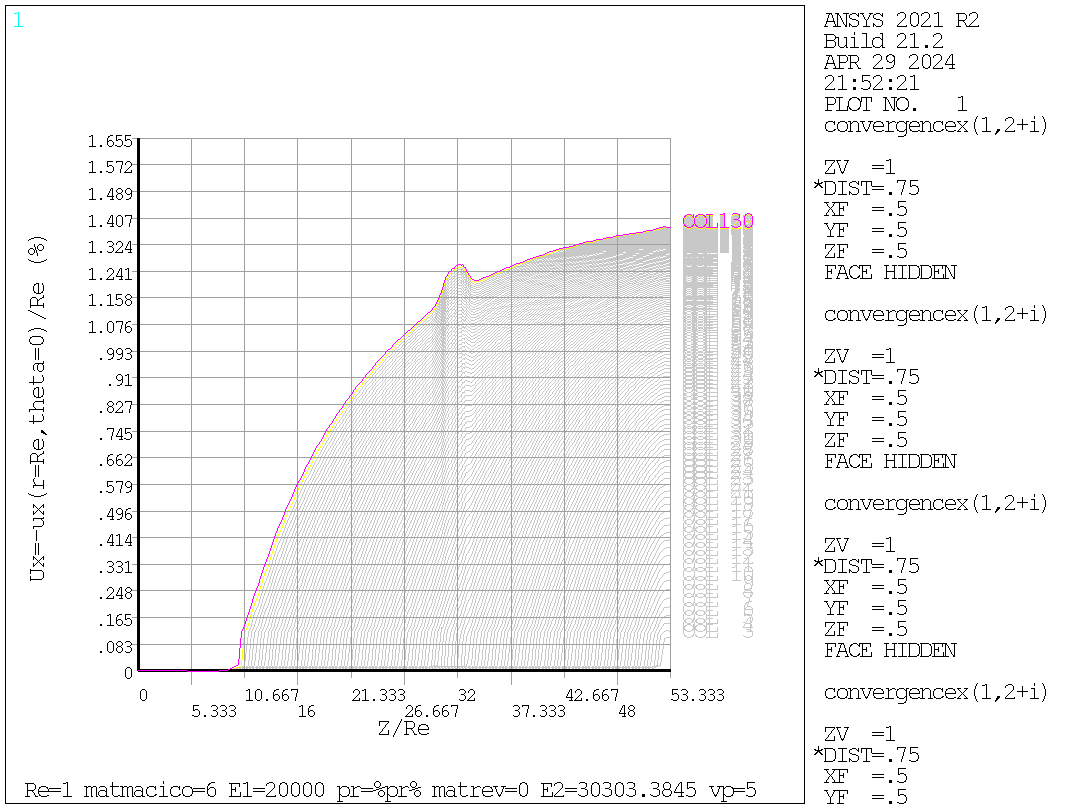 1
ANSYS 2021 R2
Build 21.2
APR 29 2024
21:52:21
PLOT NO. 1
convergencex(1,2+i)
ZV =1
*DIST=.75
XF =.5
YF =.5
ZF =.5
FACE HIDDEN
convergencex(1,2+i)
ZV =1
*DIST=.75
XF =.5
YF =.5
ZF =.5
FACE HIDDEN
convergencex(1,2+i)
ZV =1
*DIST=.75
XF =.5
YF =.5
ZF =.5
FACE HIDDEN
convergencex(1,2+i)
ZV =1
*DIST=.75
XF =.5
YF =.5
Ux=-ux(r=Re,theta=0)/Re (%)
1.655
1.572
1.489
1.407
1.324
1.241
1.158
1.076
.993
.91
.827
.745
.662
.579
.496
.414
.331
.248
.165
.083
0
COL130
0 10.667 21.333 32 42.667 53.333
5.333 16 26.667 37.333 48
Z/Re
Re=1 matmacico=6 E1=20000 pr=%pr% matrev=0 E2=30303.3845 vp=5